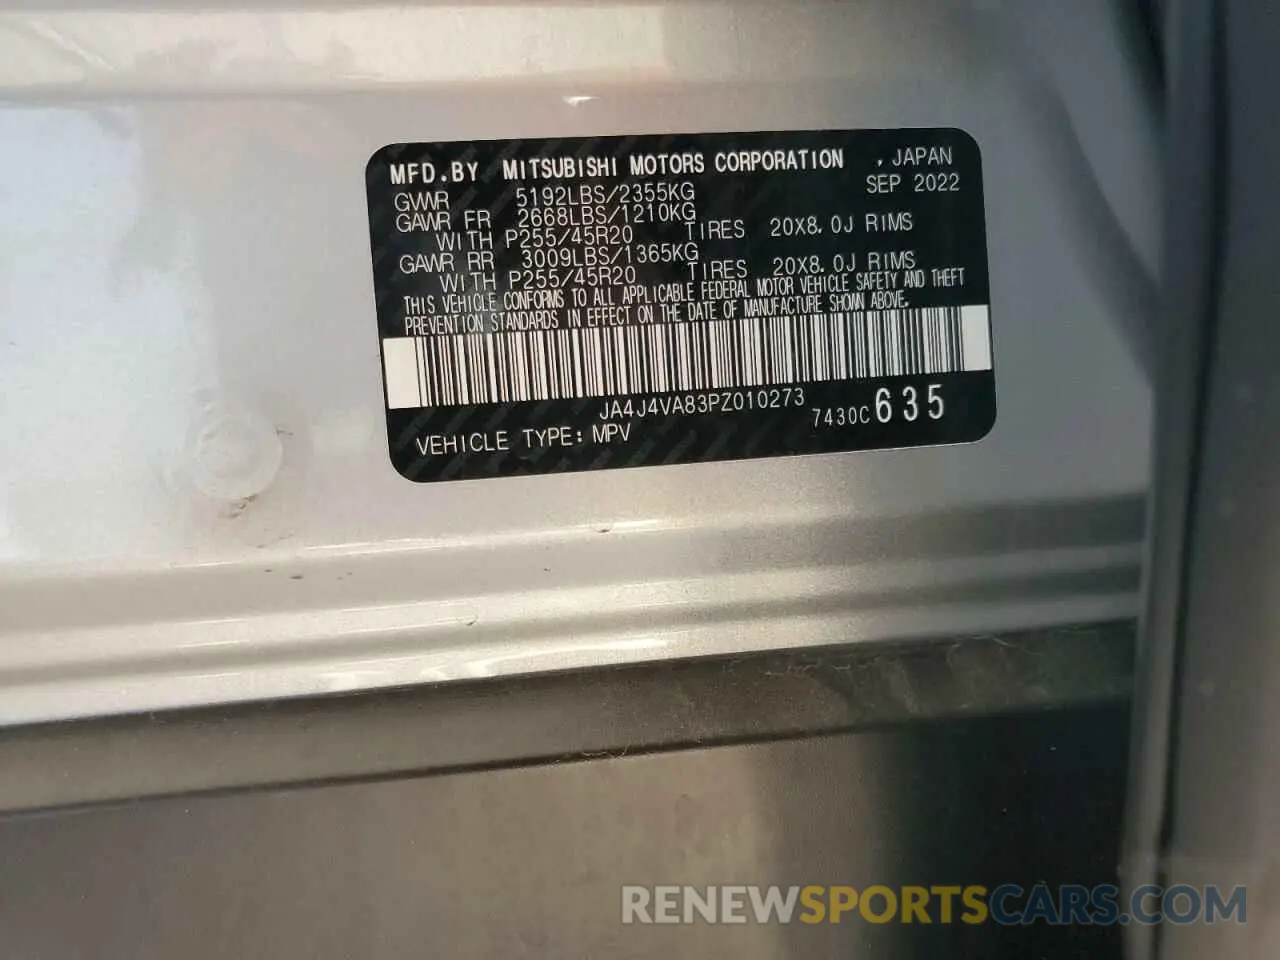 MFD.BY MITSUBISHI MOTORS CORPORATION , JAPAN
GVWR 5192LBS/2355KG SEP 2022
GAWR FR 2668LBS/1210KG
WITH P255/45R20 TIRES 20X8.0J RIMS
GAWR RR 3009LBS/1365KG
WITH P255/45R20 TIRES 20X8.0J RIMS
THIS VEHICLE CONFORMS TO ALL APPLICABLE FEDERAL MOTOR VEHICLE SAFETY AND THEFT
PREVENTION STANDARDS IN EFFECT ON THE DATE OF MANUFACTURE SHOWN ABOVE.
JA4J4VA83PZ010273
VEHICLE TYPE: MPV 7430C 635
RENEWSPORTSCARS.COM